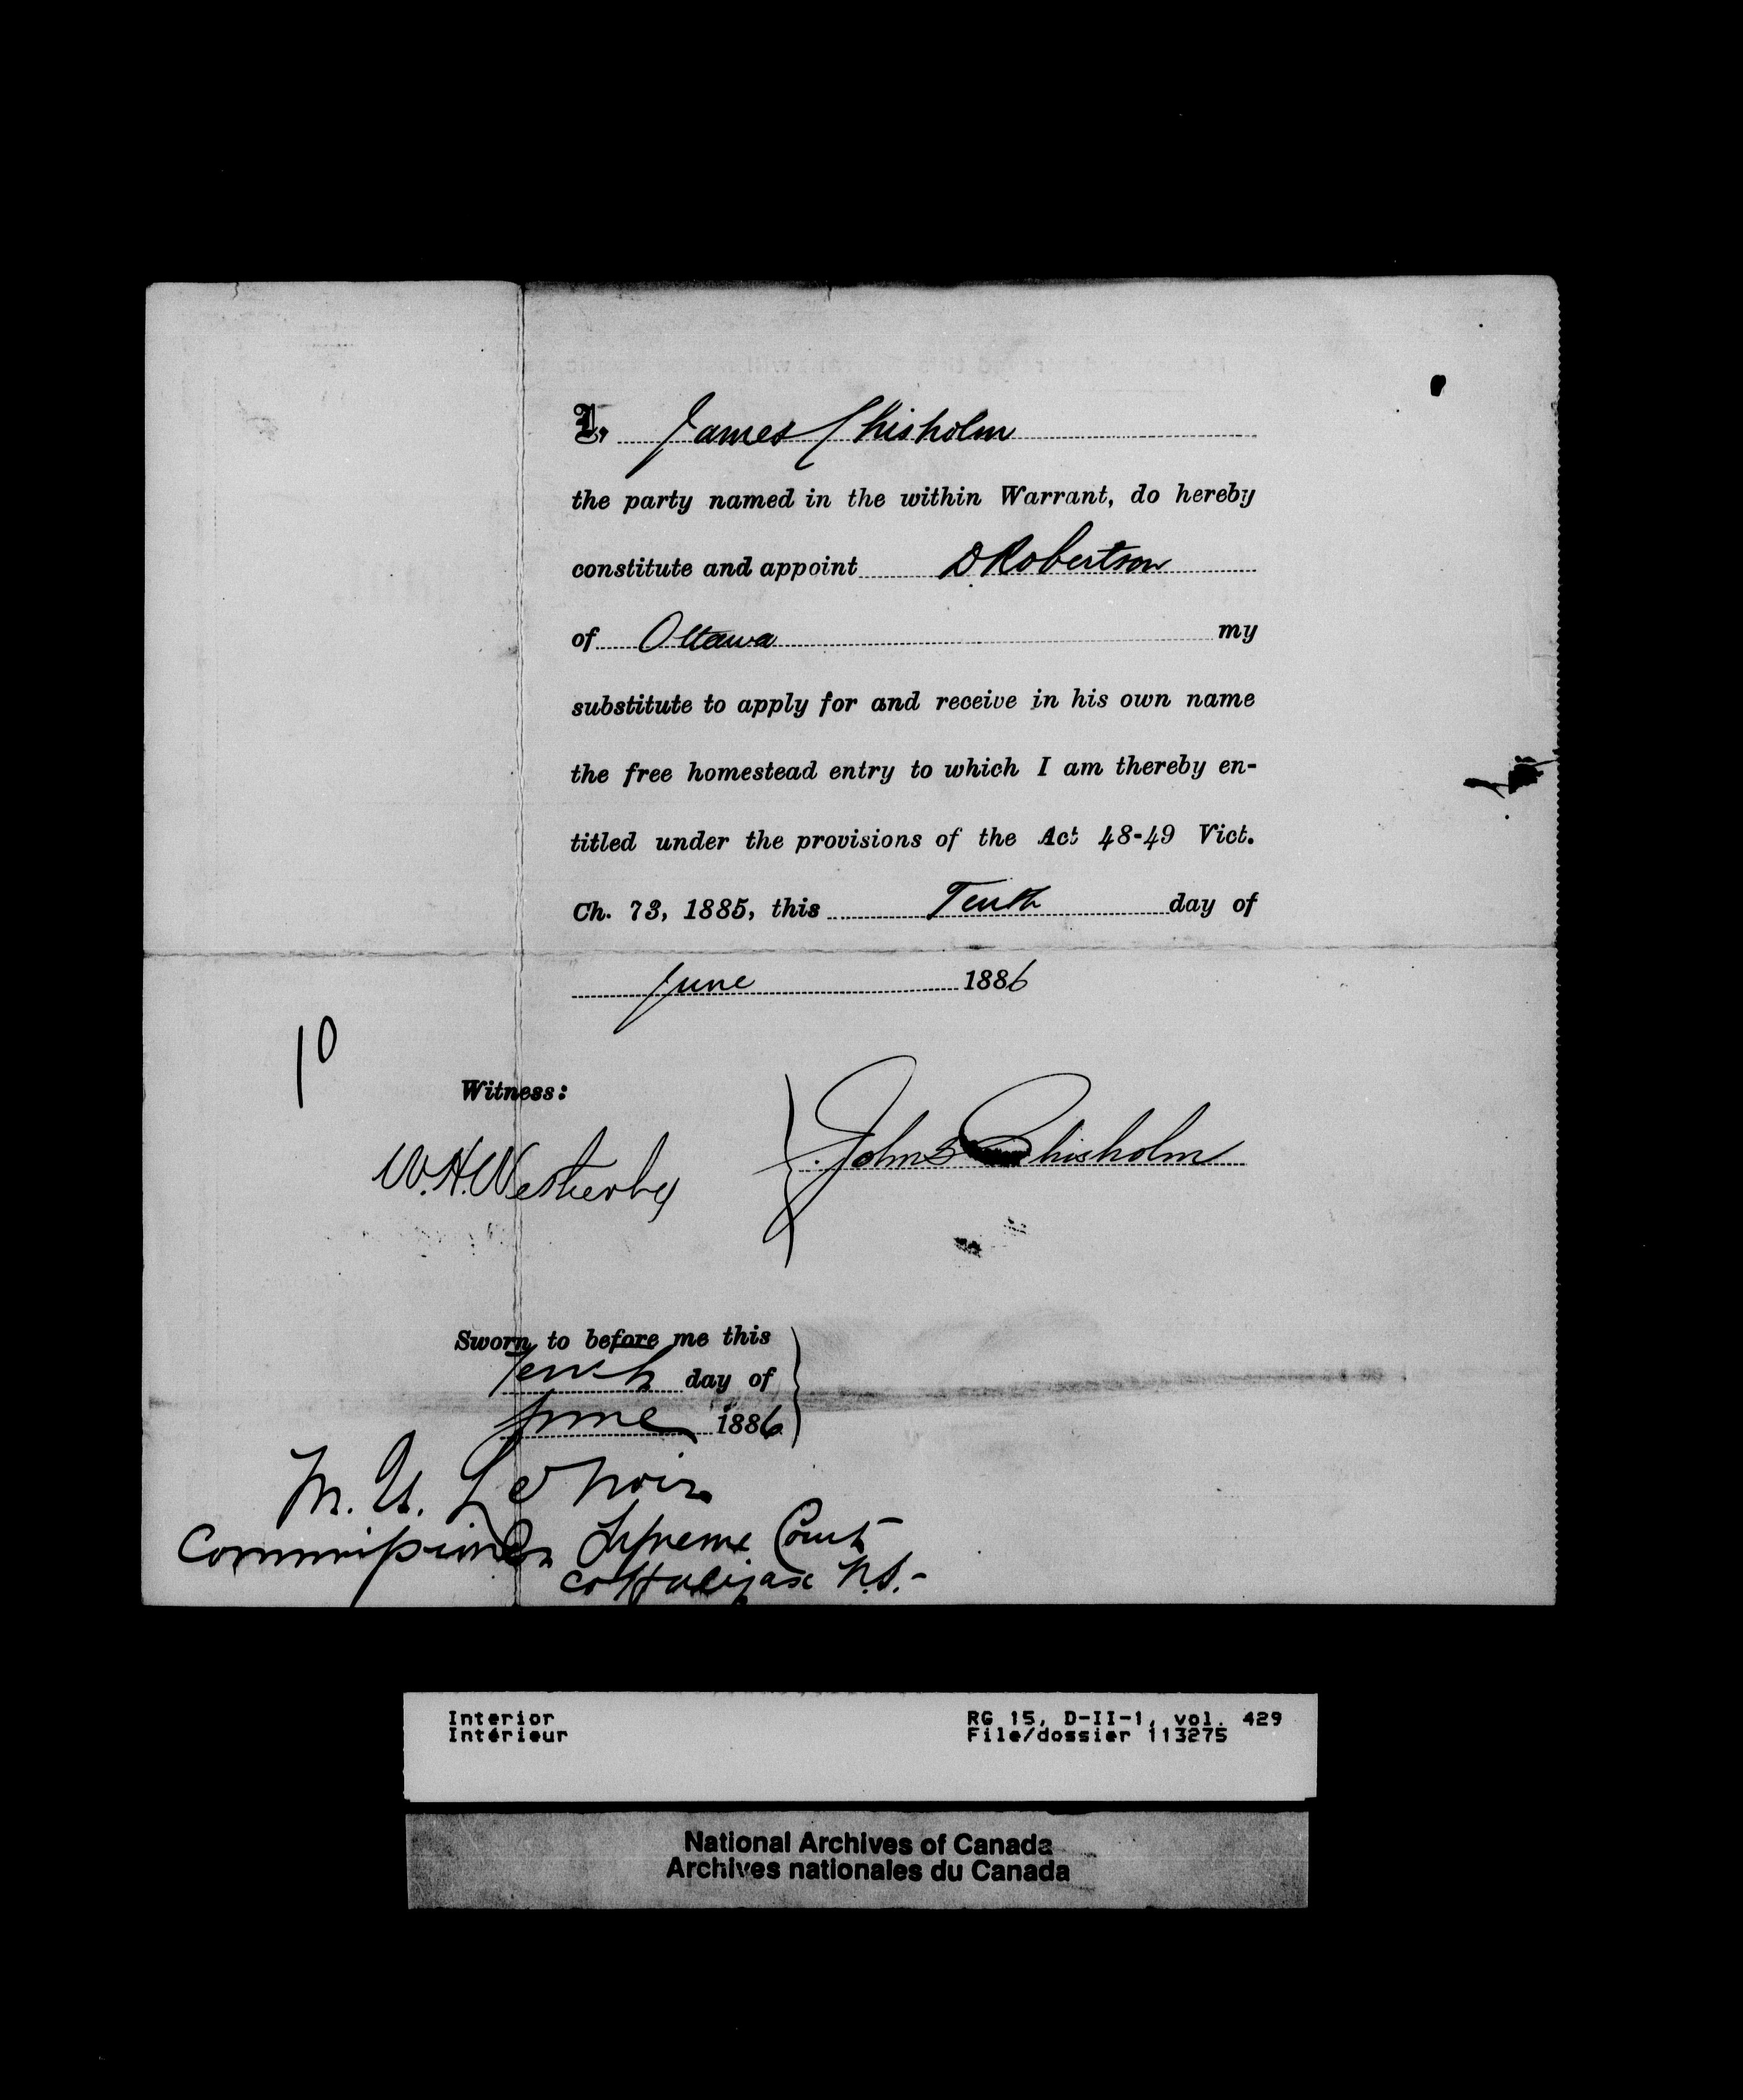 I, James Chisholm
the party named in the within Warrant, do hereby
constitute and appoint D Robertson
of Ottawa my
substitute to apply for and receive in his own name
the free homestead entry to which I am thereby en-
titled under the provisions of the Act 48-49 Vict.
Ch. 73, 1885, this Tenth day of
June 1886
10
Witness:
W. H. Wetherby
John Chisholm
Sworn to before me this
Tenth day of
June 1886
M. U. LeNoir
Commissioner Supreme Court
Co Halifax N.S.-
Interior RG 15, D-II-1, vol. 429
Intérieur File/dossier 113275
National Archives of Canada
Archives nationales du Canada